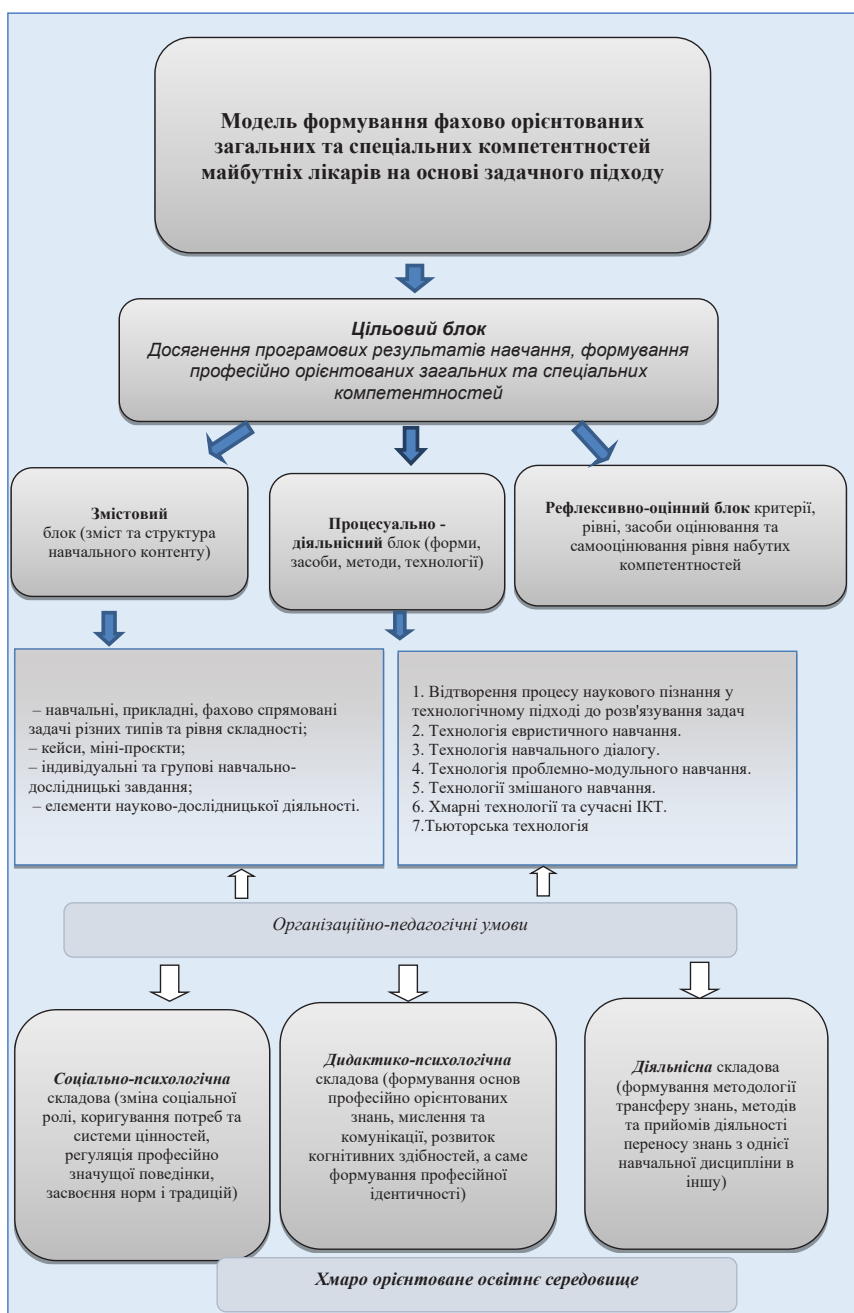 Модель формування фахово орієнтованих
загальних та спеціальних компетентностей
майбутніх лікарів на основі задачного підходу
Цільовий блок
Досягнення програмових результатів навчання, формування
професійно орієнтованих загальних та спеціальних
компетентностей
Змістовий
блок (зміст та структура
навчального контенту)
Процесуально -
діяльнісний блок (форми,
засоби, методи, технології)
Рефлексивно-оцінний блок критерії,
рівні, засоби оцінювання та
самооцінювання рівня набутих
компетентностей
– навчальні, прикладні, фахово спрямовані
задачі різних типів та рівня складності;
– кейси, міні-проєкти;
– індивідуальні та групові навчально-
дослідницькі завдання;
– елементи науково-дослідницької діяльності.
1. Відтворення процесу наукового пізнання у
технологічному підході до розв'язування задач
2. Технологія евристичного навчання.
3. Технологія навчального діалогу.
4. Технологія проблемно-модульного навчання.
5. Технології змішаного навчання.
6. Хмарні технології та сучасні ІКТ.
7.Тьюторська технологія
Організаційно-педагогічні умови
Соціально-психологічна
складова (зміна соціальної
ролі, коригування потреб та
системи цінностей,
регуляція професійно
значущої поведінки,
засвоєння норм і традицій)
Дидактико-психологічна
складова (формування основ
професійно орієнтованих
знань, мислення та
комунікації, розвиток
когнітивних здібностей, а саме
формування професійної
ідентичності)
Діяльнісна складова
(формування методології
трансферу знань, методів
та прийомів діяльності
переносу знань з однієї
навчальної дисципліни в
іншу)
Хмаро орієнтоване освітнє середовище